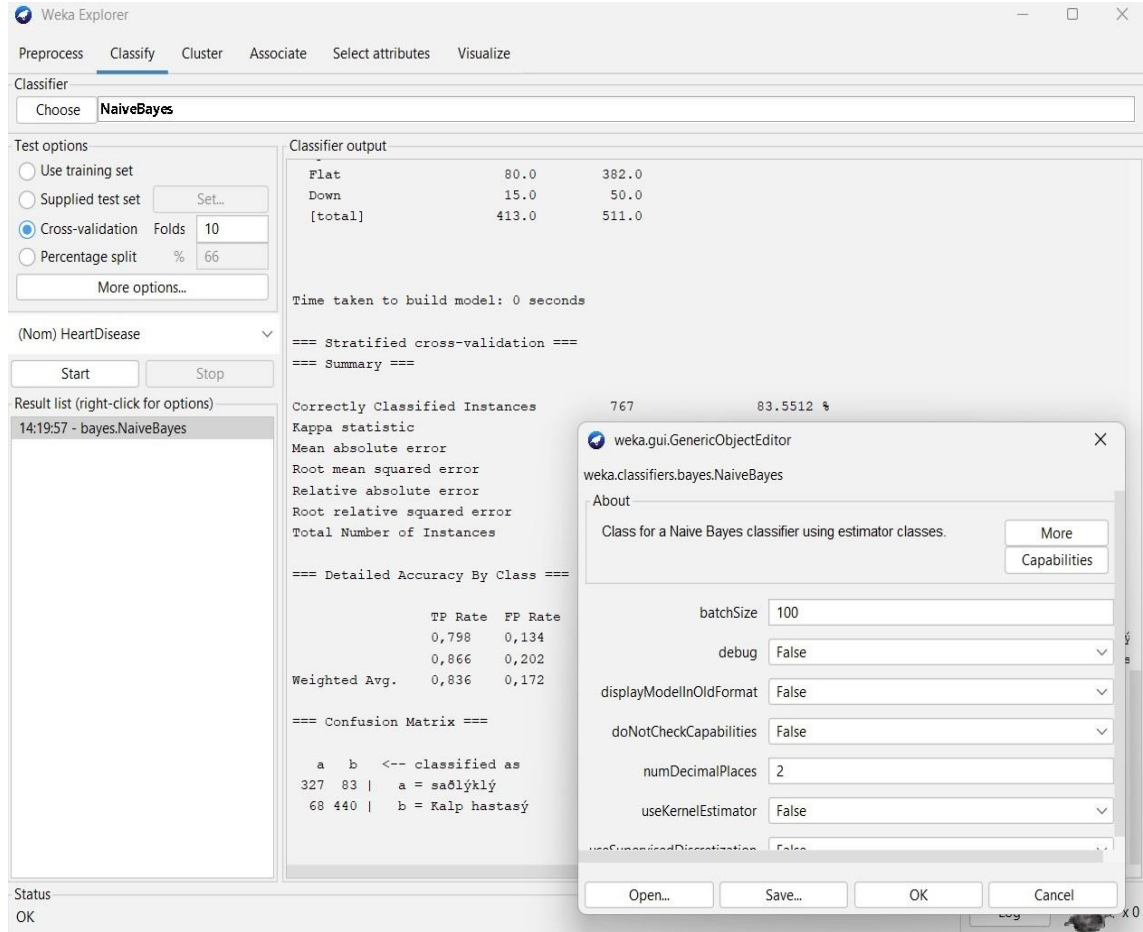 Weka Explorer
Preprocess Classify Cluster Associate Select attributes Visualize
Classifier
Choose NaiveBayes
Test options
Use training set
Supplied test set Set...
Cross-validation Folds 10
Percentage split % 66
More options...
(Nom) HeartDisease
Start Stop
Result list (right-click for options)
14:19:57 - bayes.NaiveBayes
Classifier output
Flat 80.0 382.0
Down 15.0 50.0
[total] 413.0 511.0
Time taken to build model: 0 seconds
=== Stratified cross-validation ===
=== Summary ===
Correctly Classified Instances 767 83.5512 %
Kappa statistic
Mean absolute error
Root mean squared error
Relative absolute error
Root relative squared error
Total Number of Instances
=== Detailed Accuracy By Class ===
TP Rate FP Rate
0,798 0,134
0,866 0,202
Weighted Avg. 0,836 0,172
=== Confusion Matrix ===
a b <-- classified as
327 83 | a = saðlýklý
68 440 | b = Kalp hastasý
weka.gui.GenericObjectEditor
weka.classifiers.bayes.NaiveBayes
About
Class for a Naive Bayes classifier using estimator classes.
More
Capabilities
batchSize 100
debug False
displayModelInOldFormat False
doNotCheckCapabilities False
numDecimalPlaces 2
useKernelEstimator False
useSupervisedDiscretization False
Open... Save... OK Cancel
Status
OK
Log x 0